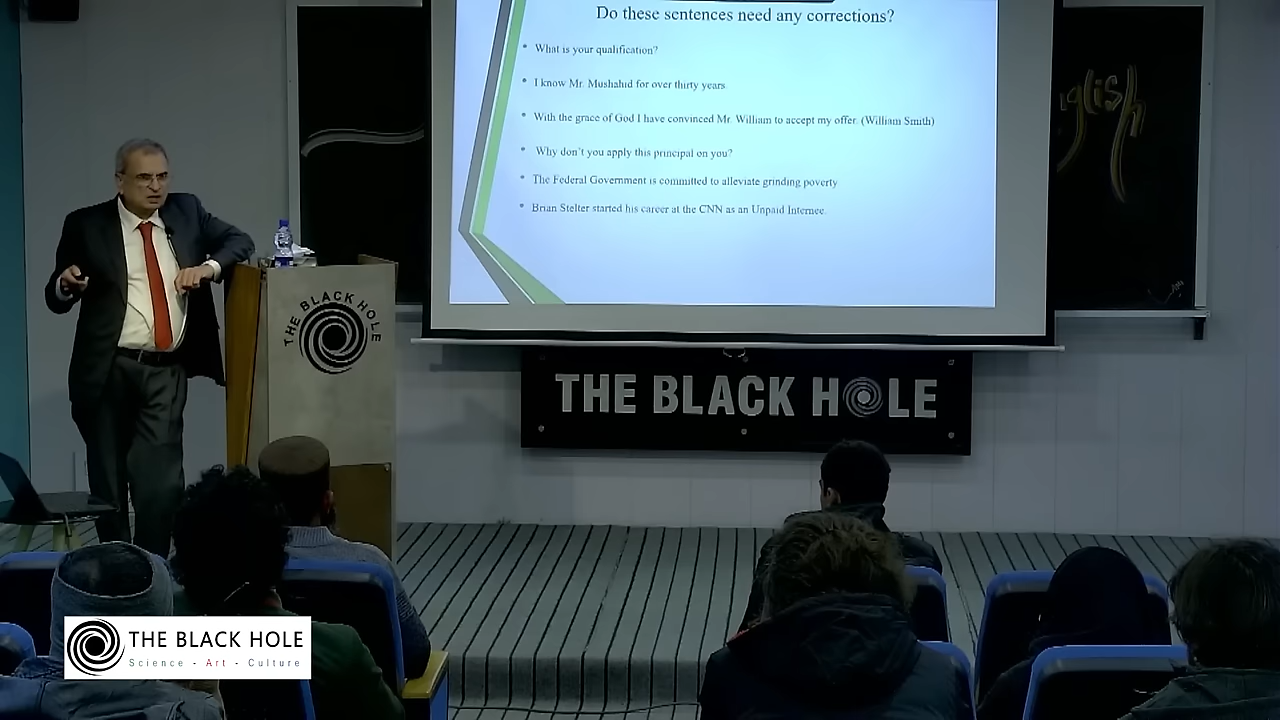 Do these sentences need any corrections?
• What is your qualification?
• I know Mr. Mushahid for over thirty years
• With the grace of God I have convinced Mr. William to accept my offer. (William Smith)
• Why don't you apply this principal on you?
• The Federal Government is committed to alleviate grinding poverty
• Brian Stelter started his career at the CNN as an Unpaid Internee.
glish
THE BLACK HOLE
THE BLACK HOLE
THE BLACK HOLE
Science - Art - Culture